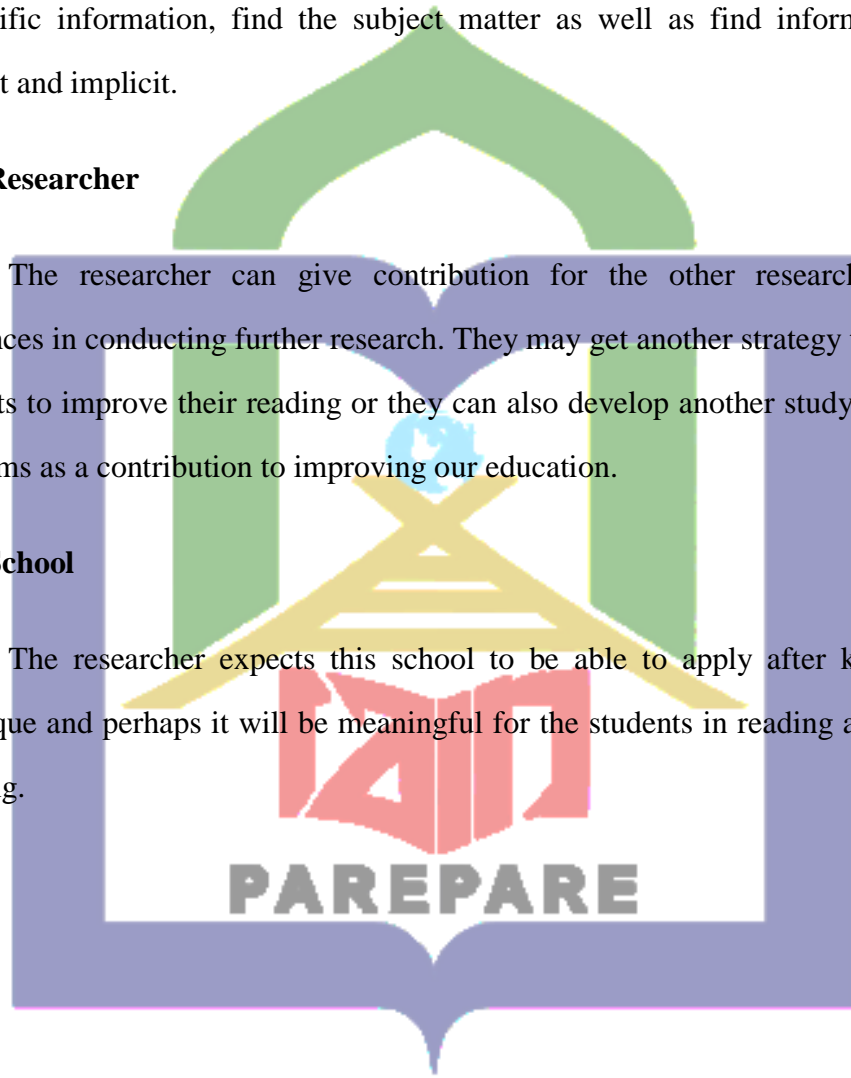 ific information, find the subject matter as well as find inform
t and implicit.
Researcher
The researcher can give contribution for the other research
nces in conducting further research. They may get another strategy
ts to improve their reading or they can also develop another study
ms as a contribution to improving our education.
School
The researcher expects this school to be able to apply after k
que and perhaps it will be meaningful for the students in reading a
g.
iain
PAREPARE